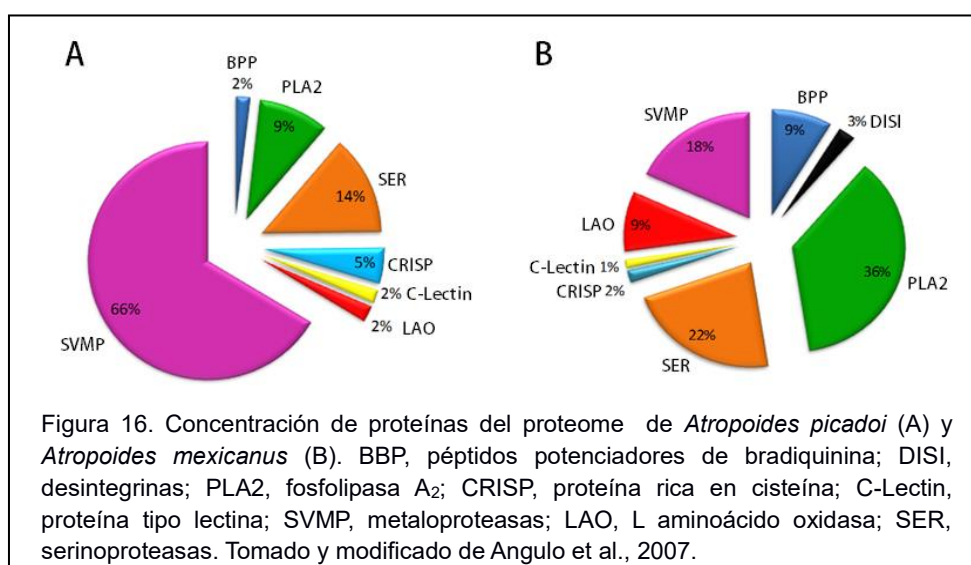 A
BPP
2%
PLA2
9%
SER
14%
CRISP
5%
2% C-Lectin
2% LAO
66%
SVMP
B
BPP
9%
3% DISI
SVMP
18%
LAO
9%
C-Lectin 1%
CRISP 2%
PLA2
36%
22%
SER
Figura 16. Concentración de proteínas del proteome de Atropoides picadoi (A) y
Atropoides mexicanus (B). BBP, péptidos potenciadores de bradiquinina; DISI,
desintegrinas; PLA2, fosfolipasa A₂; CRISP, proteína rica en cisteína; C-Lectin,
proteína tipo lectina; SVMP, metaloproteasas; LAO, L aminoácido oxidasa; SER,
serinoproteasas. Tomado y modificado de Angulo et al., 2007.